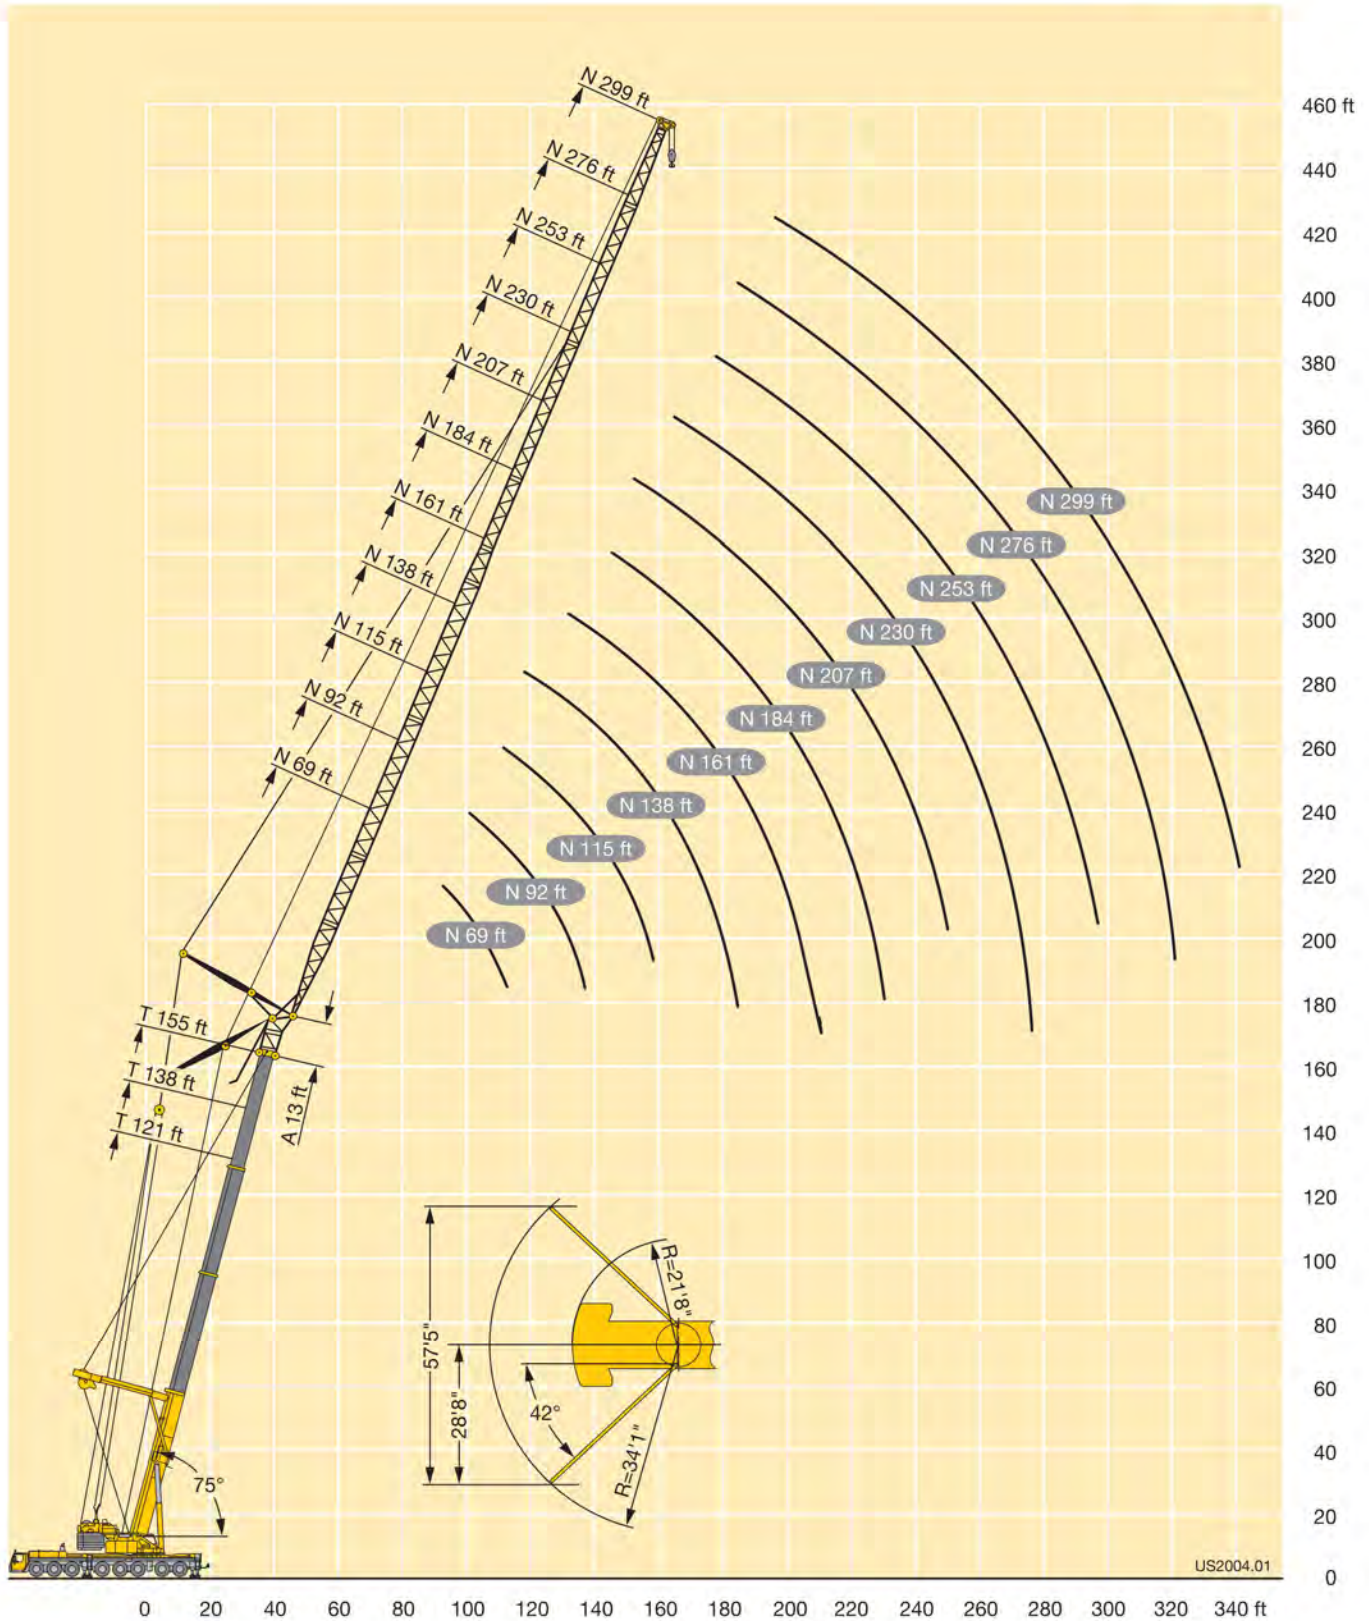 N 299 ft
460 ft
N 276 ft
440
N 253 ft
420
N 230 ft
400
N 207 ft
380
N 184 ft
360
N 161 ft
340
N 299 ft
N 138 ft
320
N 276 ft
N 115 ft
300
N 253 ft
N 92 ft
280
N 230 ft
N 69 ft
260
N 207 ft
240
N 184 ft
220
N 161 ft
200
N 138 ft
180
N 115 ft
160
N 92 ft
140
N 69 ft
120
T 155 ft
T 138 ft
T 121 ft
A 13 ft
100
R=21'8"
80
57'5"
28'8"
60
42°
R=34'1"
40
75°
20
US2004.01
0
0 20 40 60 80 100 120 140 160 180 200 220 240 260 280 300 320 340 ft